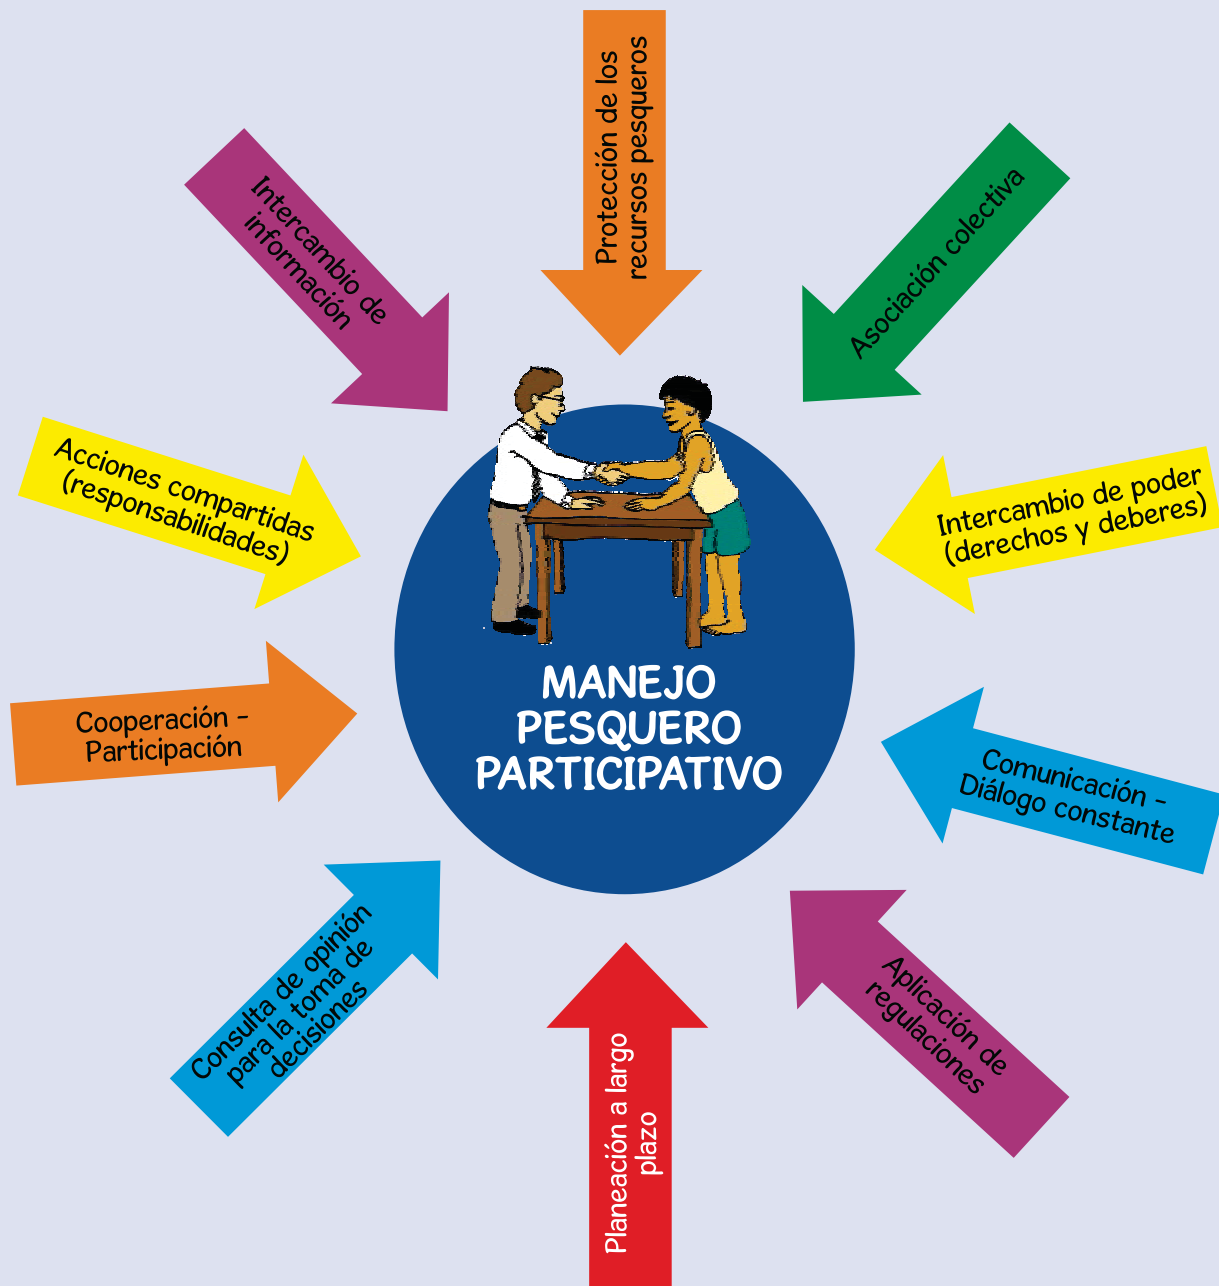 Protección de los
recursos pesqueros
Asociación colectiva
Intercambio de poder
(derechos y deberes)
Comunicación -
Diálogo constante
Aplicación de
regulaciones
Planeación a largo
plazo
Consulta de opinión
para la toma de
decisiones
Cooperación -
Participación
Acciones compartidas
(responsabilidades)
Intercambio de
información
MANEJO
PESQUERO
PARTICIPATIVO